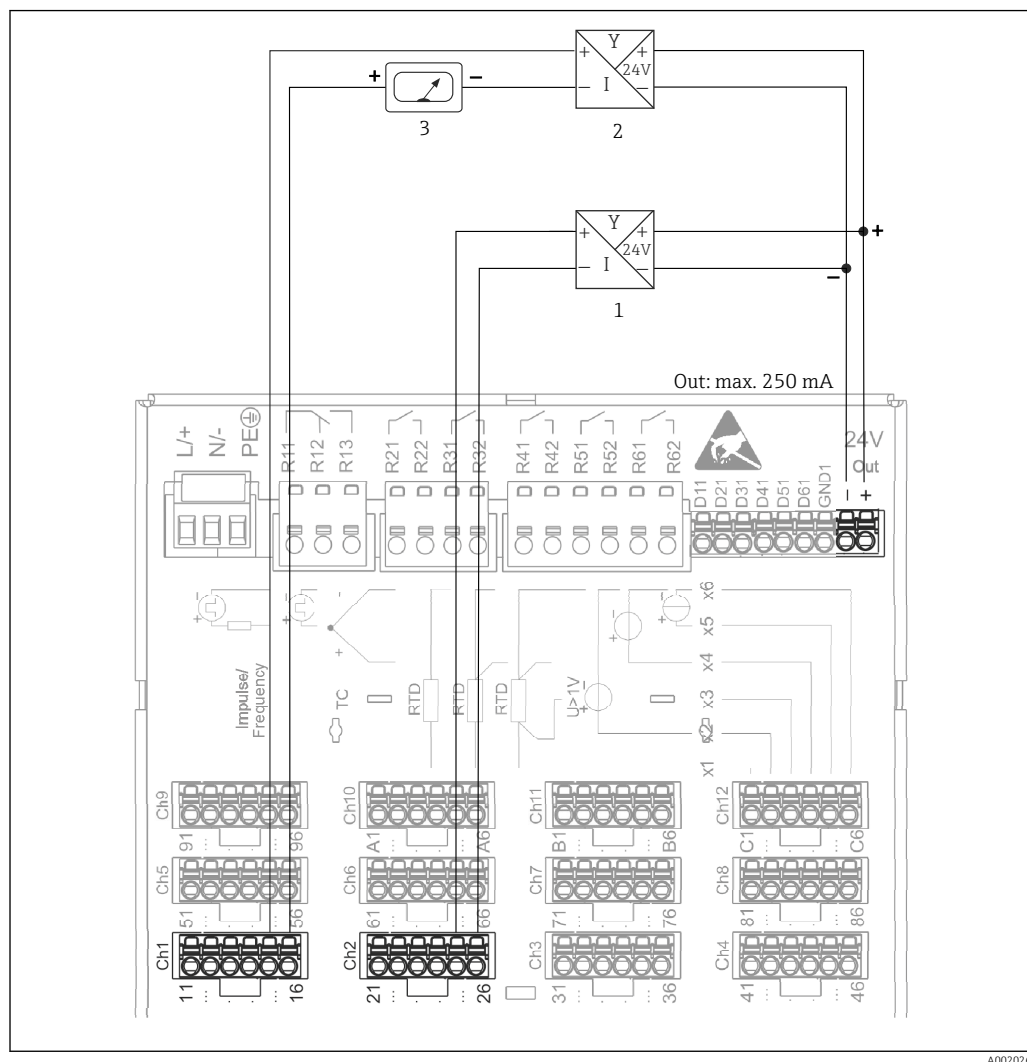 Y
+ +
24V
+ − − I −
3
2
Y
+ + +
24V
− I − −
1
Out: max. 250 mA
L/+ N/- PE R11 R12 R13 R21 R22 R31 R32 R41 R42 R51 R52 R61 R62
24V
Out
D11 D21 D31 D41 D51 D61 GND1 − +
Impulse/
Frequency
TC
RTD RTD RTD
U>1V
x1 x2 x3 x4 x5 x6
Ch9 Ch10 Ch11 Ch12
91 ... . . ... 96 A1 ... . . ... A6 B1 ... . . ... B6 C1 ... . . ... C6
Ch5 Ch6 Ch7 Ch8
51 ... . . ... 56 61 ... . . ... 66 71 ... . . ... 76 81 ... . . ... 86
Ch1 Ch2 Ch3 Ch4
11 ... . . ... 16 21 ... . . ... 26 31 ... . . ... 36 41 ... . . ... 46